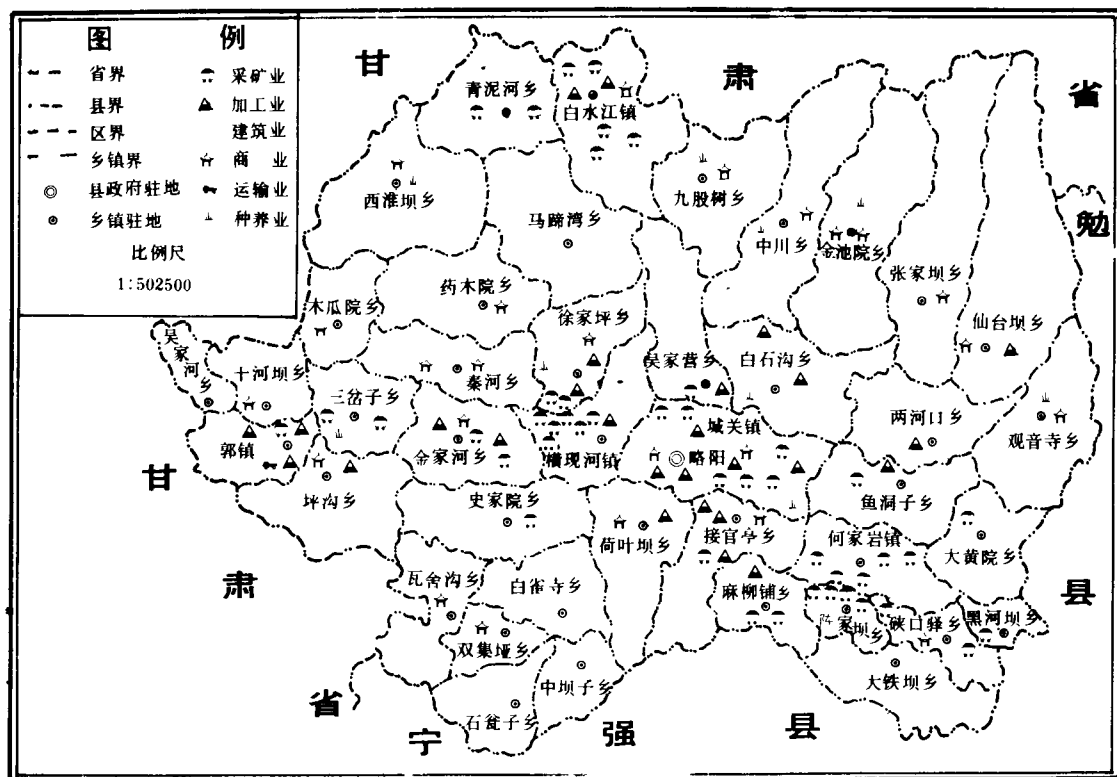 图 例
省界 采矿业
县界 加工业
区界 建筑业
乡镇界 商 业
县政府驻地 运输业
乡镇驻地 种养业
比例尺
1:502500
甘 肃 省
青泥河乡
白水江镇
西淮坝乡
马蹄湾乡
九股树乡
中川乡
金池院乡
勉
张家坝乡
药木院乡
木瓜院乡
徐家坪乡
仙台坝乡
吴家河乡
十河坝乡
秦河乡
吴家营乡
白石沟乡
三岔子乡
两河口乡
观音寺乡
城关镇
郭镇
金家河乡
横现河镇
略阳
甘
坪沟乡
史家院乡
鱼洞子乡
荷叶坝乡
接官亭乡
何家岩镇
大黄院乡
肃
瓦舍沟乡
白雀寺乡
麻柳铺乡
县
阵家坝乡
硖口驿乡
黑河坝乡
双集垭乡
中坝子乡
大铁坝乡
省
石瓮子乡
宁 强 县